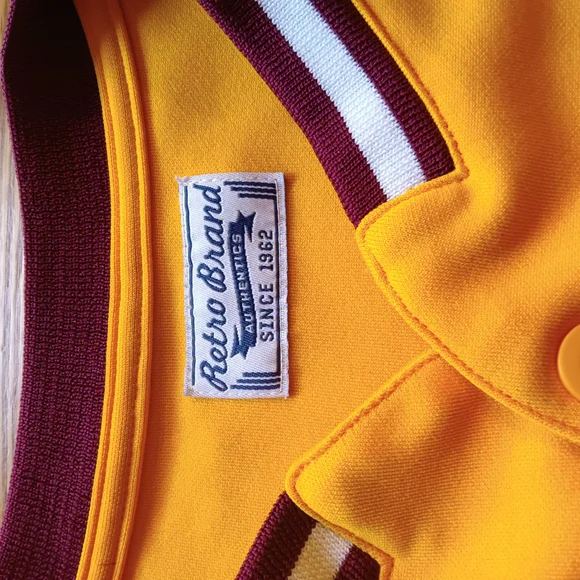 Retro Brand
AUTHENTICS
SINCE 1962